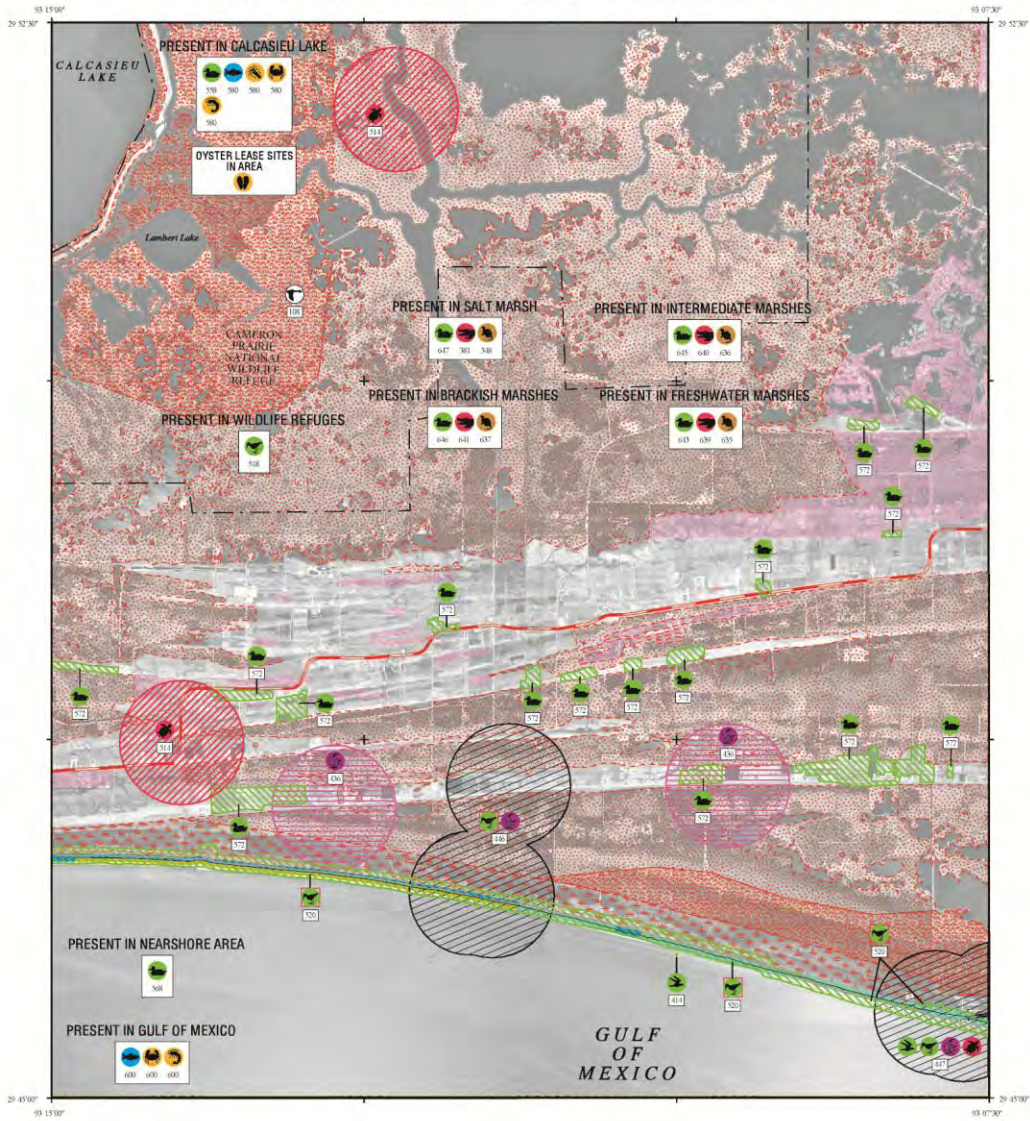 93 15'00"
93 07'30"
29 52'30"
29 52'30"
CALCASIEU
LAKE
PRESENT IN CALCASIEU LAKE
558 580 580 580
580
514
OYSTER LEASE SITES
IN AREA
Lambert Lake
108
CAMERON
PRAIRIE
NATIONAL
WILDLIFE
REFUGE
PRESENT IN SALT MARSH
647 381 348
PRESENT IN INTERMEDIATE MARSHES
645 640 636
PRESENT IN WILDLIFE REFUGES
518
PRESENT IN BRACKISH MARSHES
646 641 637
PRESENT IN FRESHWATER MARSHES
643 639 635
572
572
572
572
572
572
572
572
572
572
572
572
572
572
514
436
436
572
572
446
572
520
520
414
520
447
PRESENT IN NEARSHORE AREA
568
PRESENT IN GULF OF MEXICO
600 600 600
GULF
OF
MEXICO
29 45'00"
29 45'00"
93 15'00"
93 07'30"